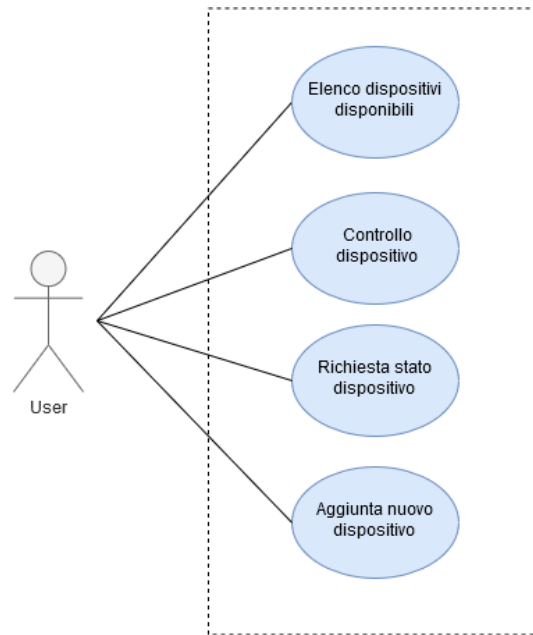 Elenco dispositivi
disponibili
Controllo
dispositivo
Richiesta stato
dispositivo
User
Aggiunta nuovo
dispositivo